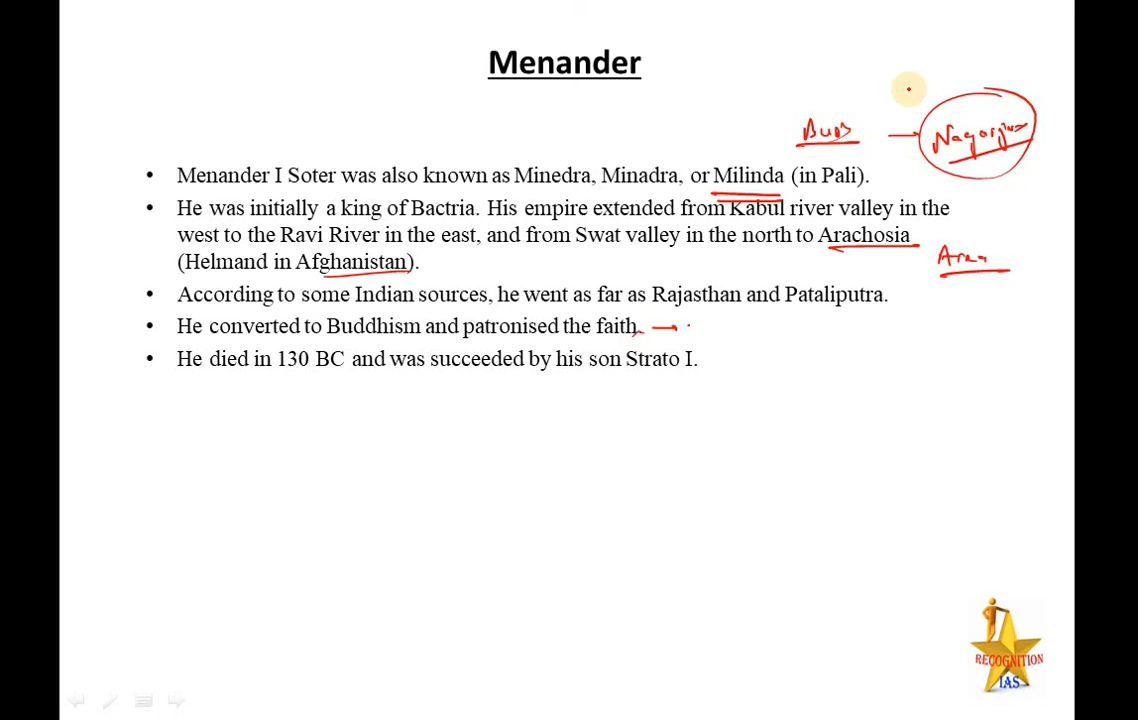 Menander
Nagarjuna
• Menander I Soter was also known as Minedra, Minadra, or Milinda (in Pali).
• He was initially a king of Bactria. His empire extended from Kabul river valley in the
west to the Ravi River in the east, and from Swat valley in the north to Arachosia
(Helmand in Afghanistan).
• According to some Indian sources, he went as far as Rajasthan and Pataliputra.
• He converted to Buddhism and patronised the faith
• He died in 130 BC and was succeeded by his son Strato I.
RECOGNITION
IAS